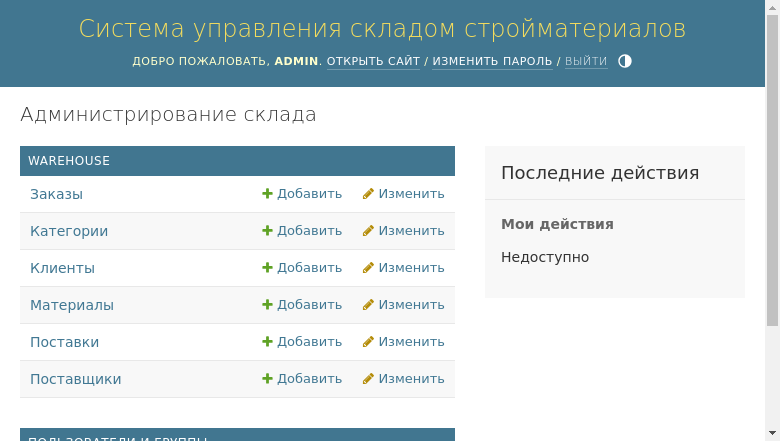 Система управления складом стройматериалов
ДОБРО ПОЖАЛОВАТЬ, ADMIN. ОТКРЫТЬ САЙТ / ИЗМЕНИТЬ ПАРОЛЬ / ВЫЙТИ
Администрирование склада
WAREHOUSE
Заказы Добавить Изменить
Категории Добавить Изменить
Клиенты Добавить Изменить
Материалы Добавить Изменить
Поставки Добавить Изменить
Поставщики Добавить Изменить
ПОЛЬЗОВАТЕЛИ И ГРУППЫ
Последние действия
Мои действия
Недоступно